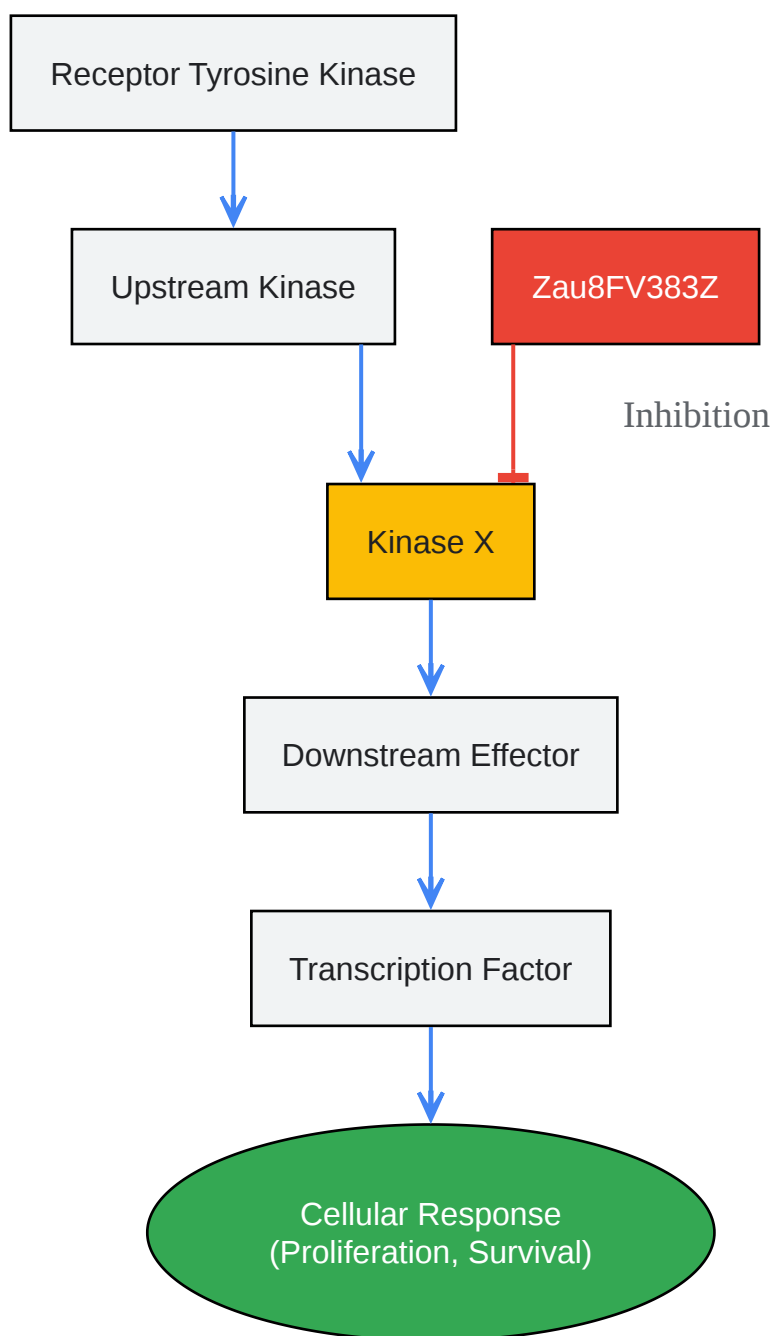 Receptor Tyrosine Kinase
Upstream Kinase
Zau8FV383Z
Inhibition
Kinase X
Downstream Effector
Transcription Factor
Cellular Response
(Proliferation, Survival)